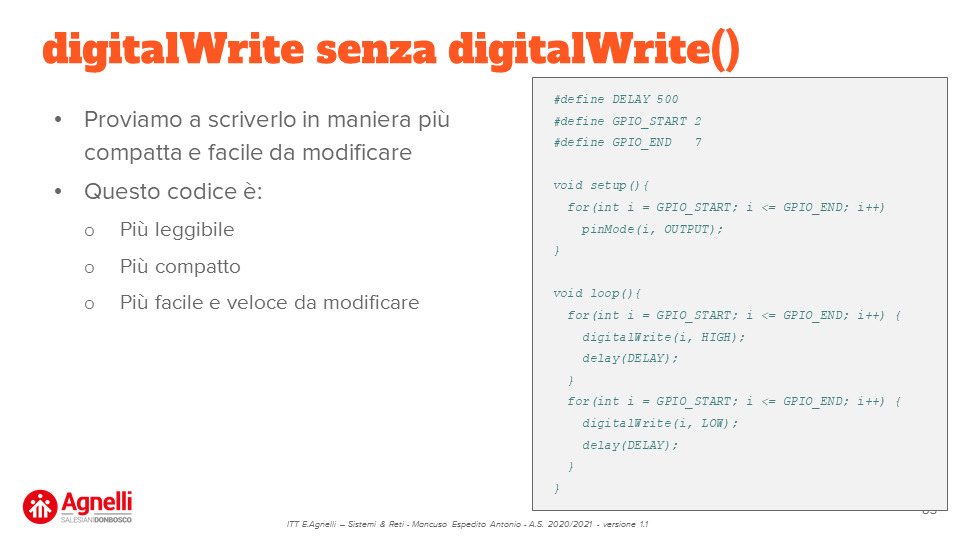 digitalWrite senza digitalWrite()
• Proviamo a scriverlo in maniera più
compatta e facile da modificare
• Questo codice è:
o Più leggibile
o Più compatto
o Più facile e veloce da modificare
#define DELAY 500
#define GPIO_START 2
#define GPIO_END   7
void setup(){
  for(int i = GPIO_START; i <= GPIO_END; i++)
    pinMode(i, OUTPUT);
}
void loop(){
  for(int i = GPIO_START; i <= GPIO_END; i++) {
    digitalWrite(i, HIGH);
    delay(DELAY);
  }
  for(int i = GPIO_START; i <= GPIO_END; i++) {
    digitalWrite(i, LOW);
    delay(DELAY);
  }
}
Agnelli
SALESIANIDONBOSCO
ITT E.Agnelli – Sistemi & Reti - Mancuso Espedito Antonio - A.S. 2020/2021 - versione 1.1